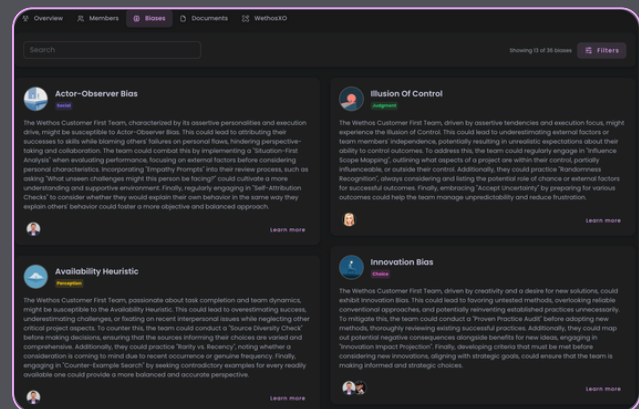 Overview
Members
Biases
Documents
WethosXO
Search
Showing 13 of 35 biases
Filters
Actor-Observer Bias
Social
The Wethos Customer First Team, characterized by its assertive personalities and execution
drive, might be susceptible to Actor-Observer Bias. This could lead to attributing their
successes to skills while blaming others' failures on personal flaws, hindering perspective-
taking and collaboration. The team could combat this by implementing a "Situation-First
Analysis" when evaluating performance, focusing on external factors before considering
personal characteristics. Incorporating "Empathy Prompts" into their review process, such as
asking "What unseen challenges might this person be facing?" could cultivate a more
understanding and supportive environment. Finally, regularly engaging in "Self-Attribution
Checks" to consider whether they would explain their own behavior in the same way they
explain others' behavior could foster a more objective and balanced approach.
Learn more
Illusion Of Control
Judgment
The Wethos Customer First Team, driven by assertive tendencies and execution focus, might
experience the Illusion of Control. This could lead to underestimating external factors or
team members' independence, potentially resulting in unrealistic expectations about their
ability to control outcomes. To address this, the team could regularly engage in "Influence
Scope Mapping", outlining what aspects of a project are within their control, partially
influenceable, or outside their control. Additionally, they could practice "Randomness
Recognition", always considering and listing the potential role of chance or external factors
for successful outcomes. Finally, embracing "Accept Uncertainty" by preparing for various
outcomes could help the team manage unpredictability and reduce frustration.
Learn more
Availability Heuristic
Perception
The Wethos Customer First Team, passionate about task completion and team dynamics,
might be susceptible to the Availability Heuristic. This could lead to overestimating success,
underestimating challenges, or fixating on recent interpersonal issues while neglecting other
critical project aspects. To counter this, the team could conduct a "Source Diversity Check"
before making decisions, ensuring that the sources informing their choices are varied and
comprehensive. Additionally, they could practice "Rarity vs. Recency", noting whether a
consideration is coming to mind due to recent occurrence or genuine frequency. Finally,
engaging in "Counter-Example Search" by seeking contradictory examples for every readily
available one could provide a more balanced and accurate perspective.
Learn more
Innovation Bias
Choice
The Wethos Customer First Team, driven by creativity and a desire for new solutions, could
exhibit Innovation Bias. This could lead to favoring untested methods, overlooking reliable
conventional approaches, and potentially reinventing established practices unnecessarily.
To mitigate this, the team could conduct a "Proven Practice Audit" before adopting new
methods, thoroughly reviewing existing successful practices. Additionally, they could map
out potential negative consequences alongside benefits for new ideas, engaging in
"Innovation Impact Projection". Finally, developing criteria that must be met before
considering new innovations, aligning with strategic goals, could ensure that the team is
making informed and strategic choices.
Learn more